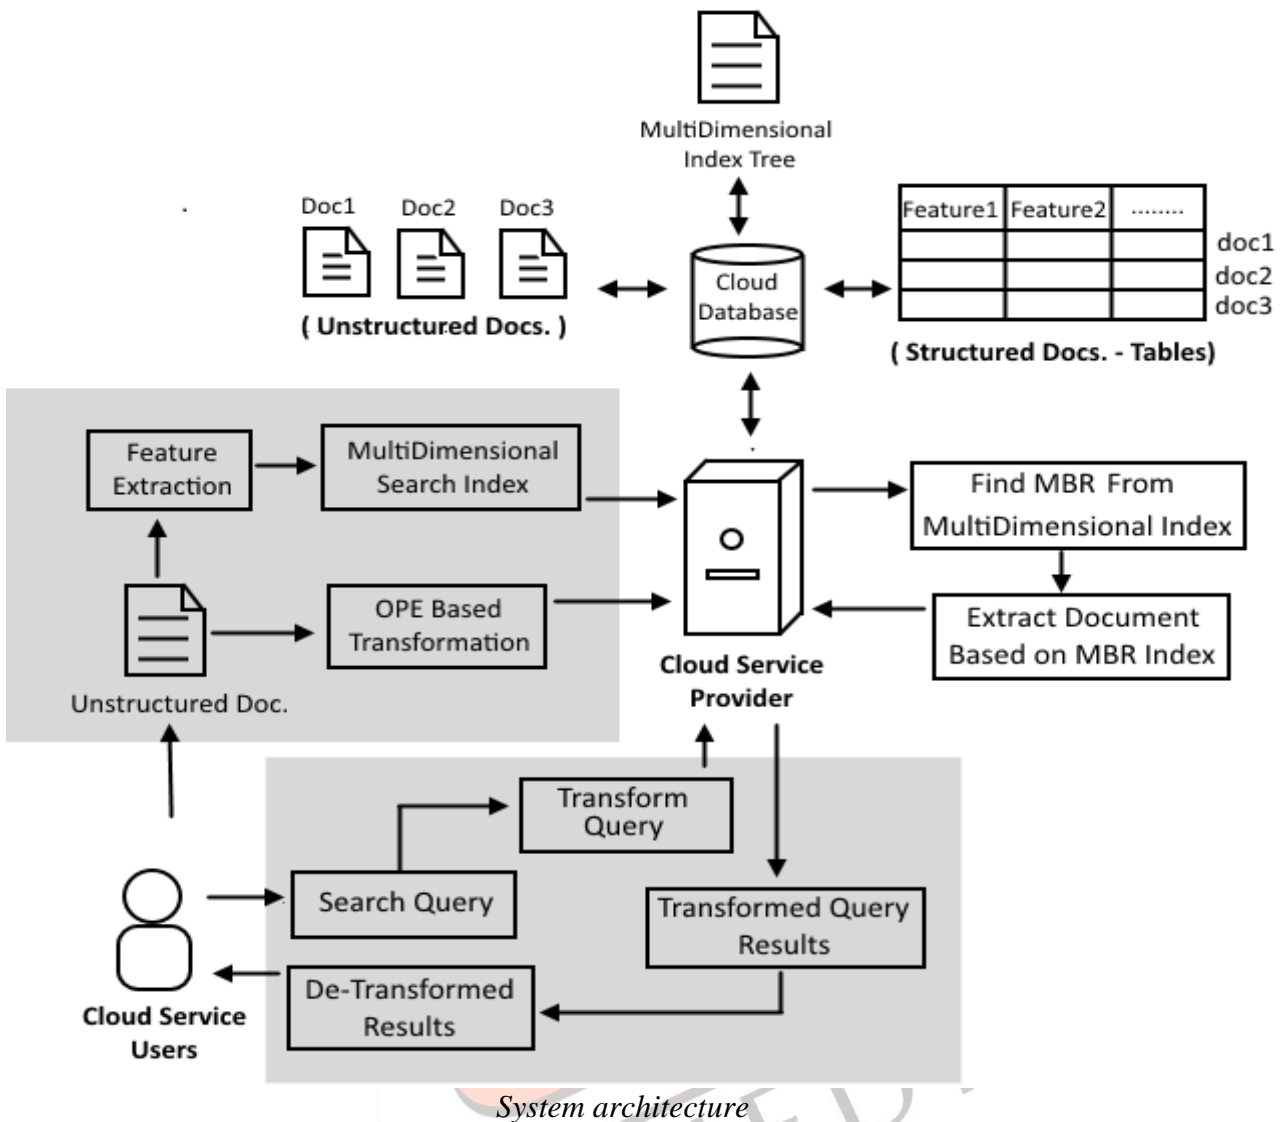 MultiDimensional
Index Tree
Doc1 Doc2 Doc3
( Unstructured Docs. )
Cloud
Database
Feature1 Feature2 ........
doc1
doc2
doc3
( Structured Docs. - Tables)
Feature
Extraction
MultiDimensional
Search Index
Unstructured Doc.
OPE Based
Transformation
Cloud Service
Provider
Find MBR From
MultiDimensional Index
Extract Document
Based on MBR Index
Transform
Query
Search Query
Transformed Query
Results
De-Transformed
Results
Cloud Service
Users
System architecture